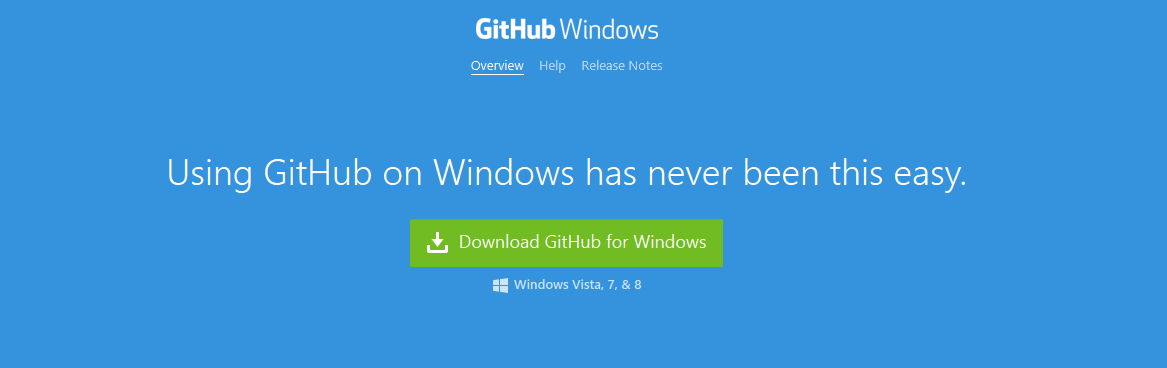 GitHub Windows
Overview Help Release Notes
Using GitHub on Windows has never been this easy.
Download GitHub for Windows
Windows Vista, 7, & 8